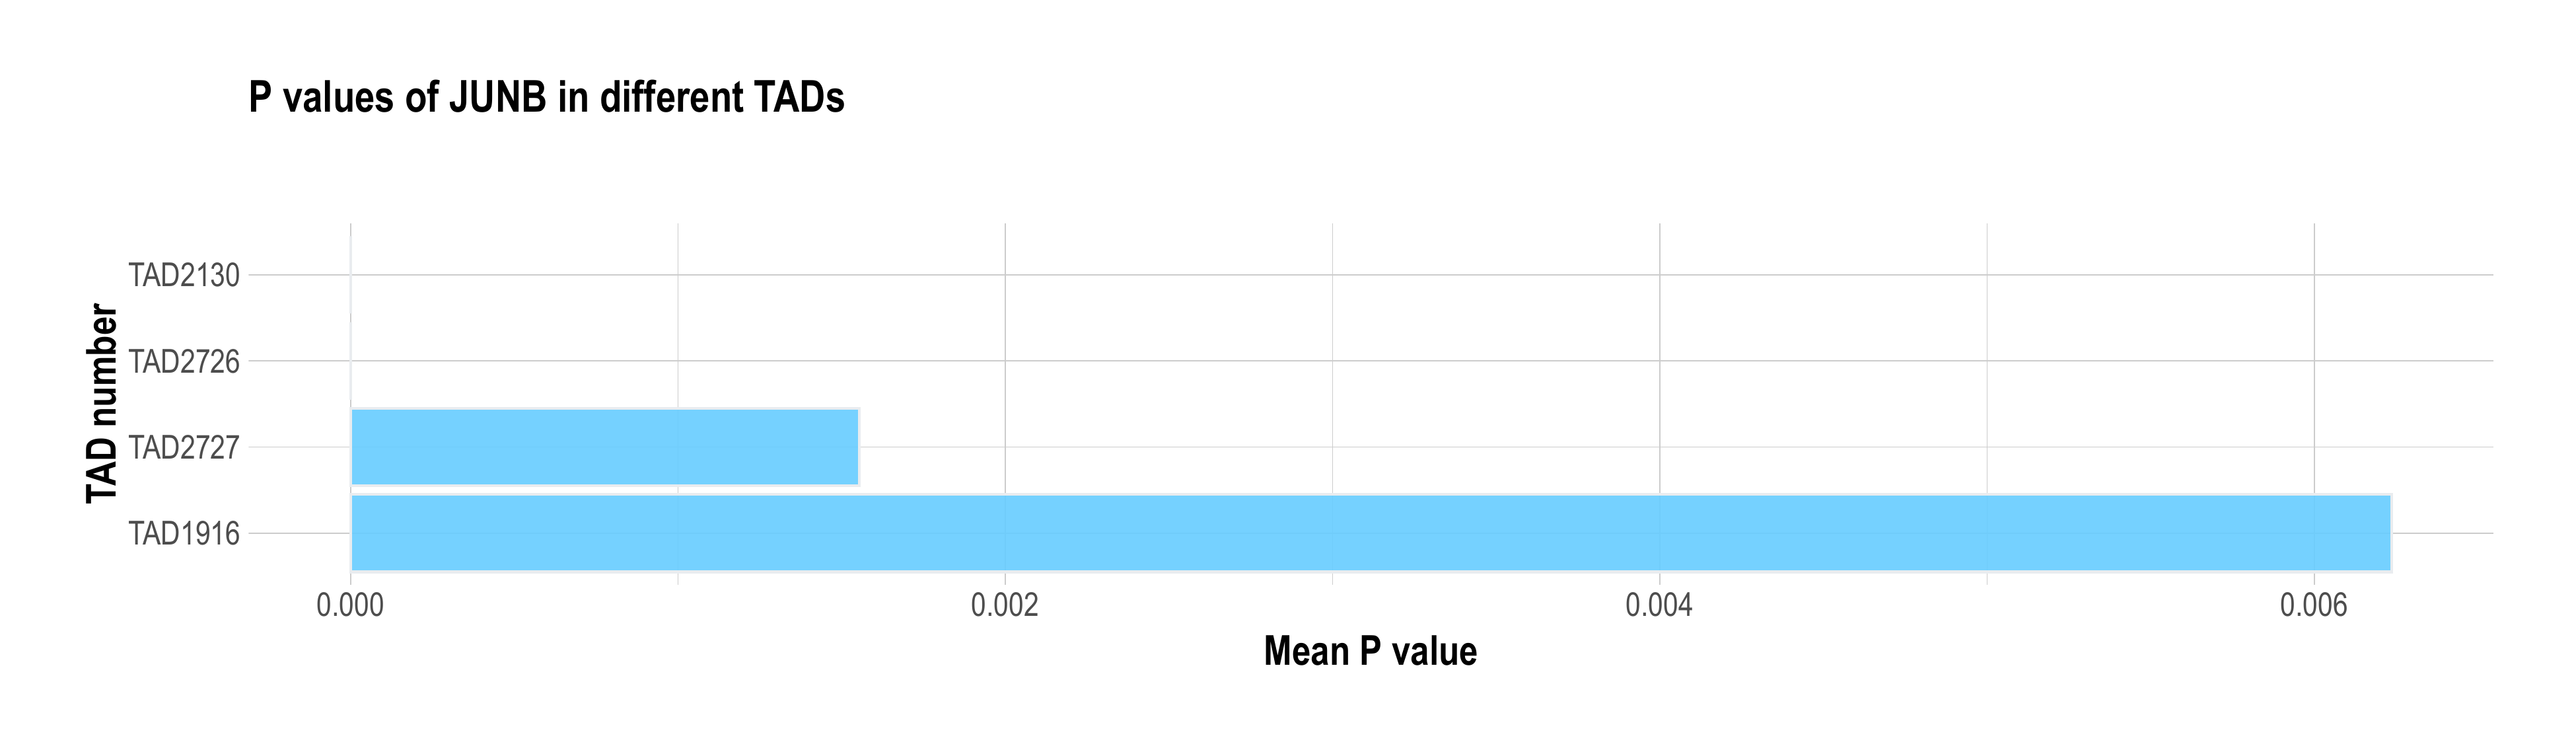 P values of JUNB in different TADs
TAD number
TAD2130
TAD2726
TAD2727
TAD1916
0.000 0.002 0.004 0.006
Mean P value